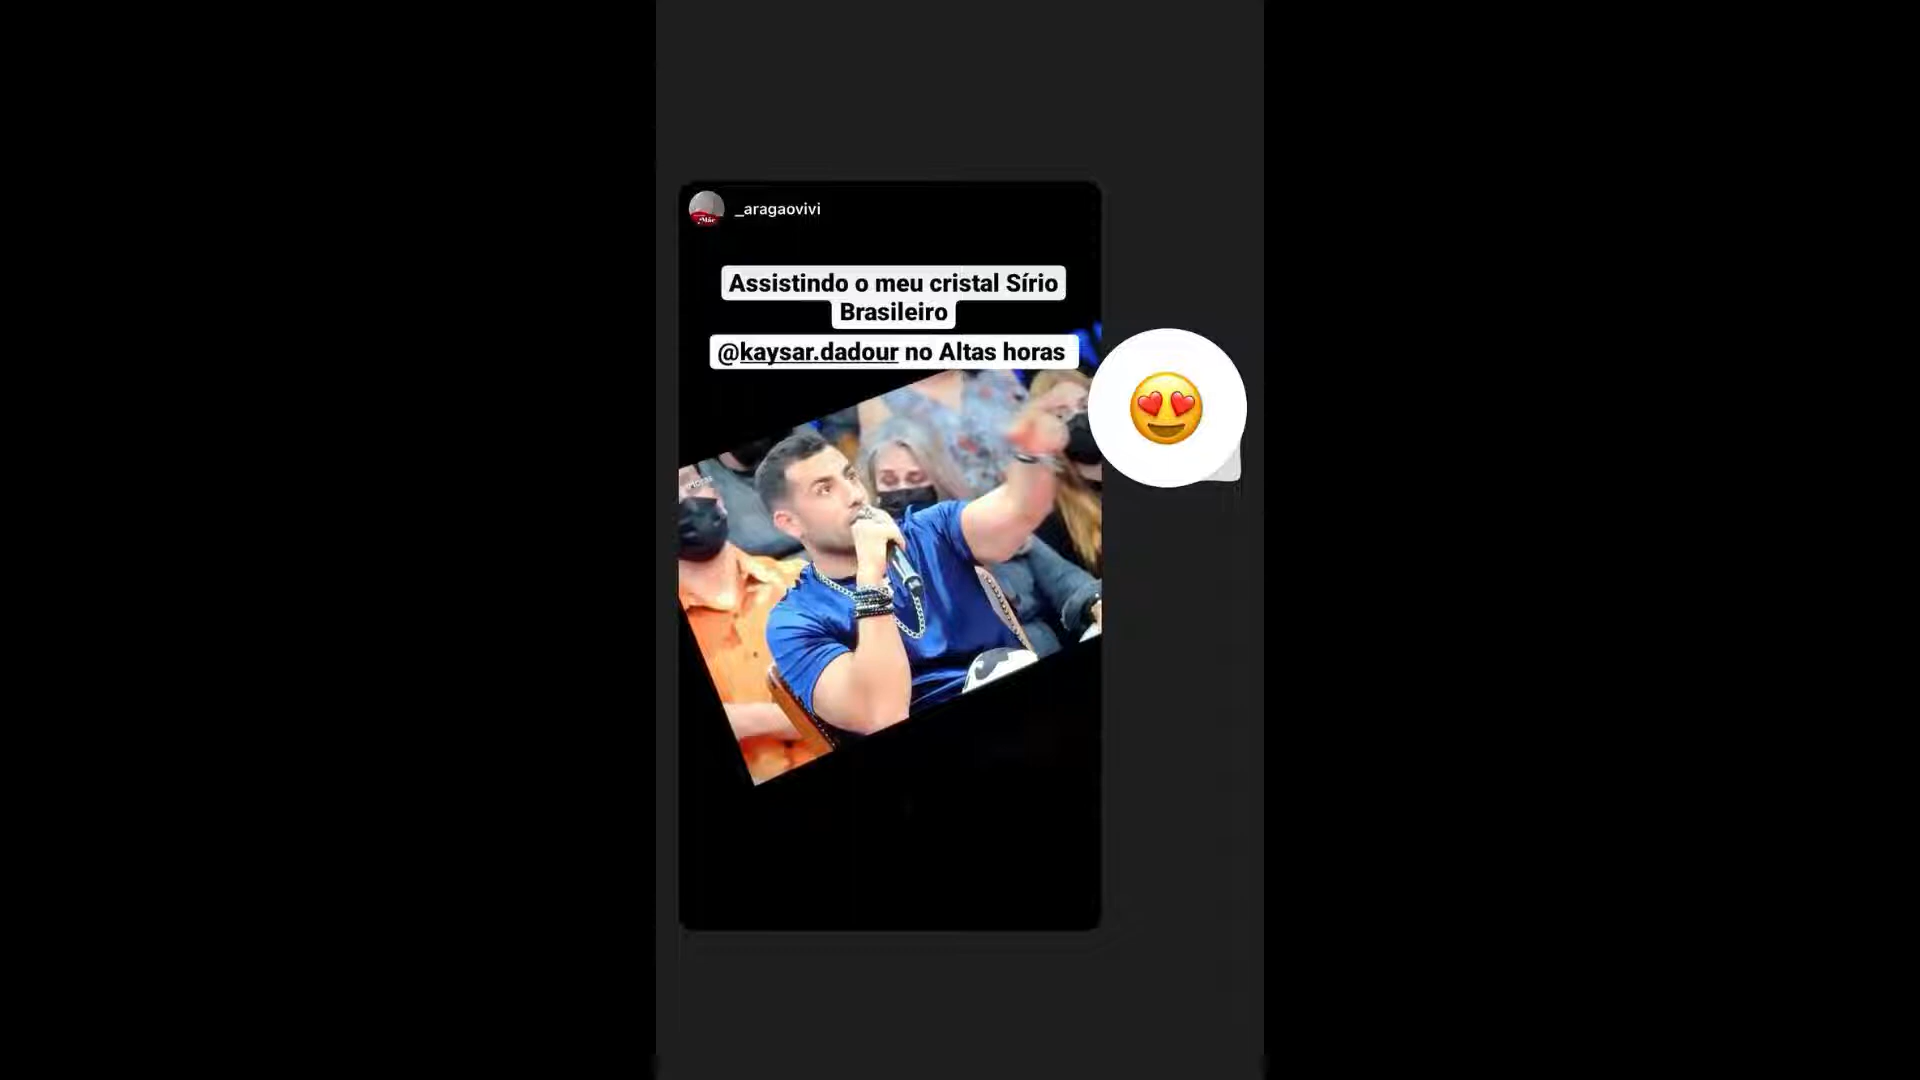 _aragaovivi
Assistindo o meu cristal Sírio
Brasileiro
@kaysar.dadour no Altas horas